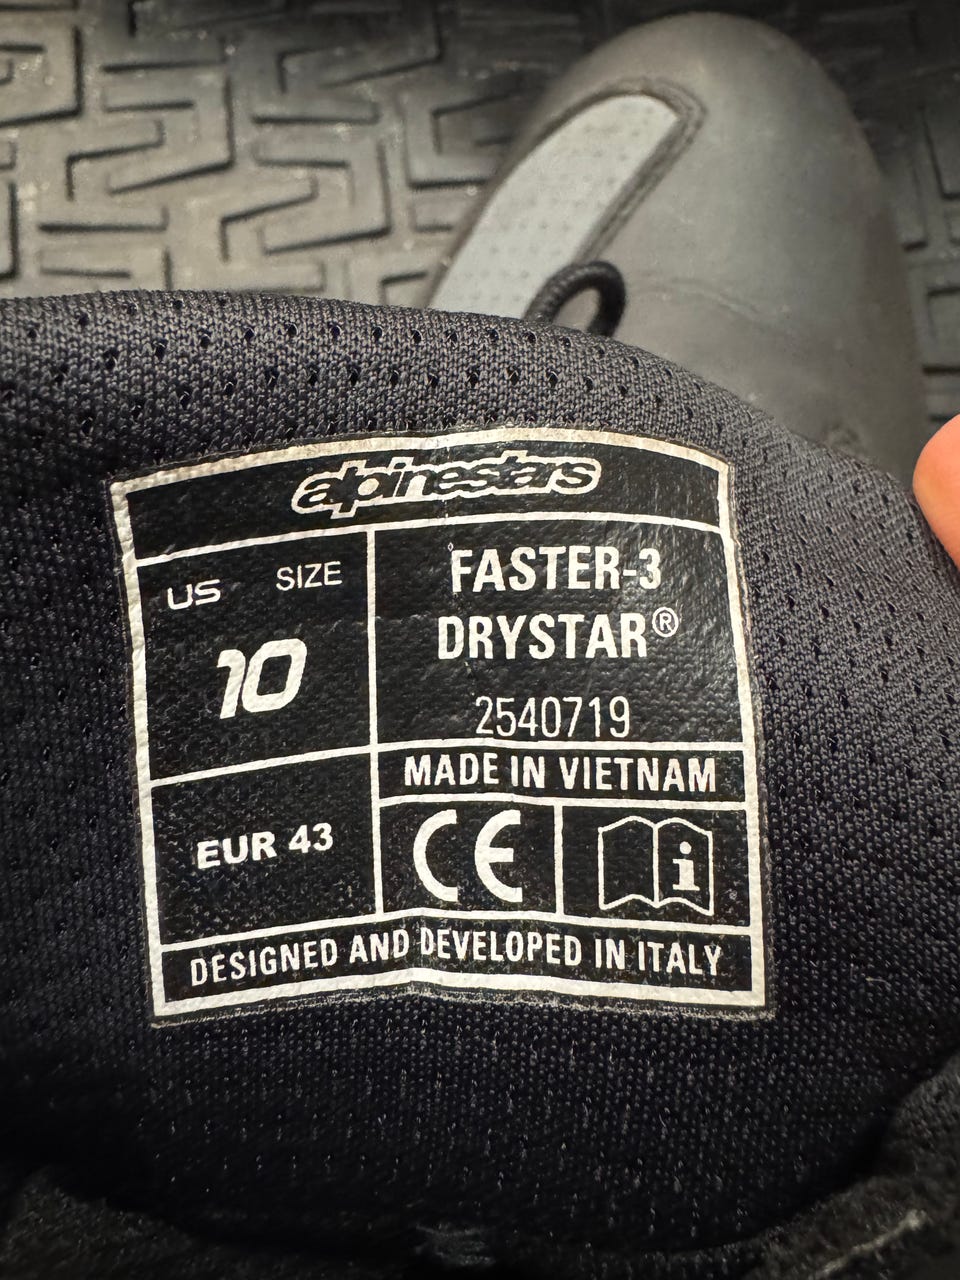 alpinestars
US SIZE
10
EUR 43
FASTER-3
DRYSTAR®
2540719
MADE IN VIETNAM
CE
i
DESIGNED AND DEVELOPED IN ITALY